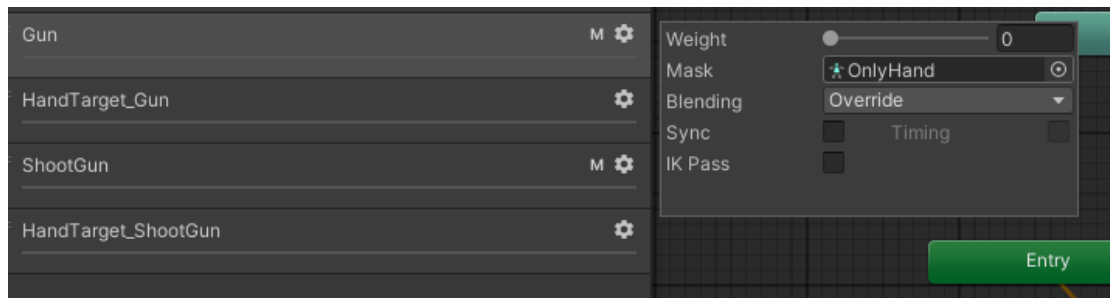 Gun M
HandTarget_Gun
ShootGun M
HandTarget_ShootGun
Weight 0
Mask OnlyHand
Blending Override
Sync Timing
IK Pass
Entry